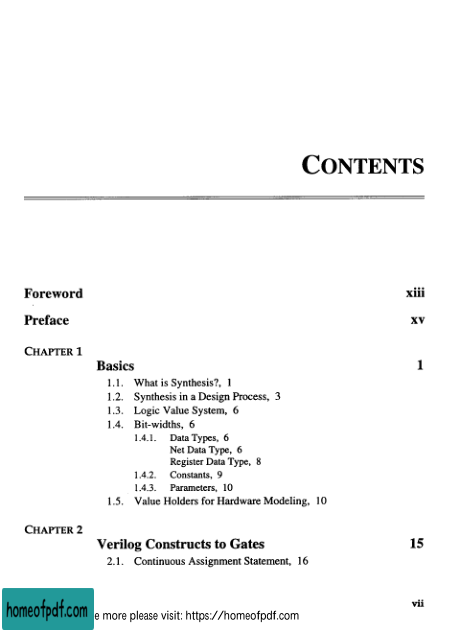 CONTENTS
Foreword xiii
Preface xv
CHAPTER 1
Basics 1
1.1. What is Synthesis?, 1
1.2. Synthesis in a Design Process, 3
1.3. Logic Value System, 6
1.4. Bit-widths, 6
1.4.1. Data Types, 6
Net Data Type, 6
Register Data Type, 8
1.4.2. Constants, 9
1.4.3. Parameters, 10
1.5. Value Holders for Hardware Modeling, 10
CHAPTER 2
Verilog Constructs to Gates 15
2.1. Continuous Assignment Statement, 16
vii
homeofpdf.com
e more please visit: https://homeofpdf.com